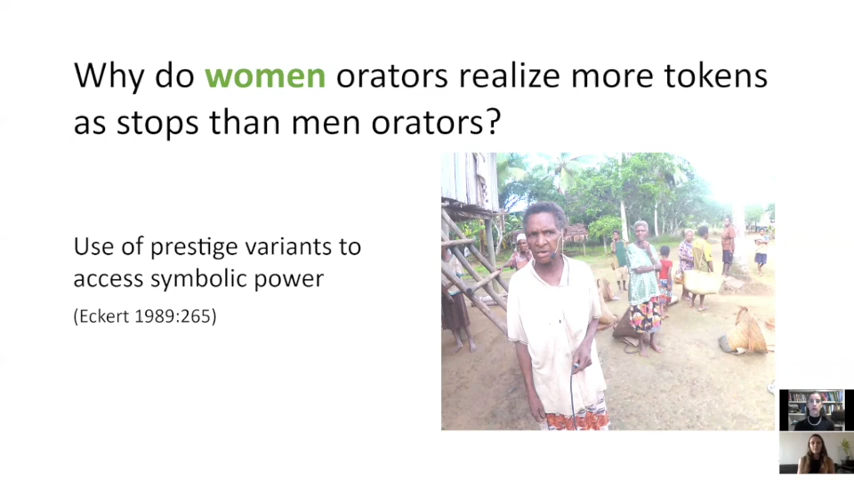 Why do women orators realize more tokens
as stops than men orators?
Use of prestige variants to
access symbolic power
(Eckert 1989:265)